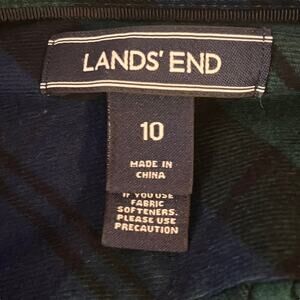 LANDS' END
10
MADE IN
CHINA
IF YOU USE
FABRIC
SOFTENERS.
PLEASE USE
PRECAUTION